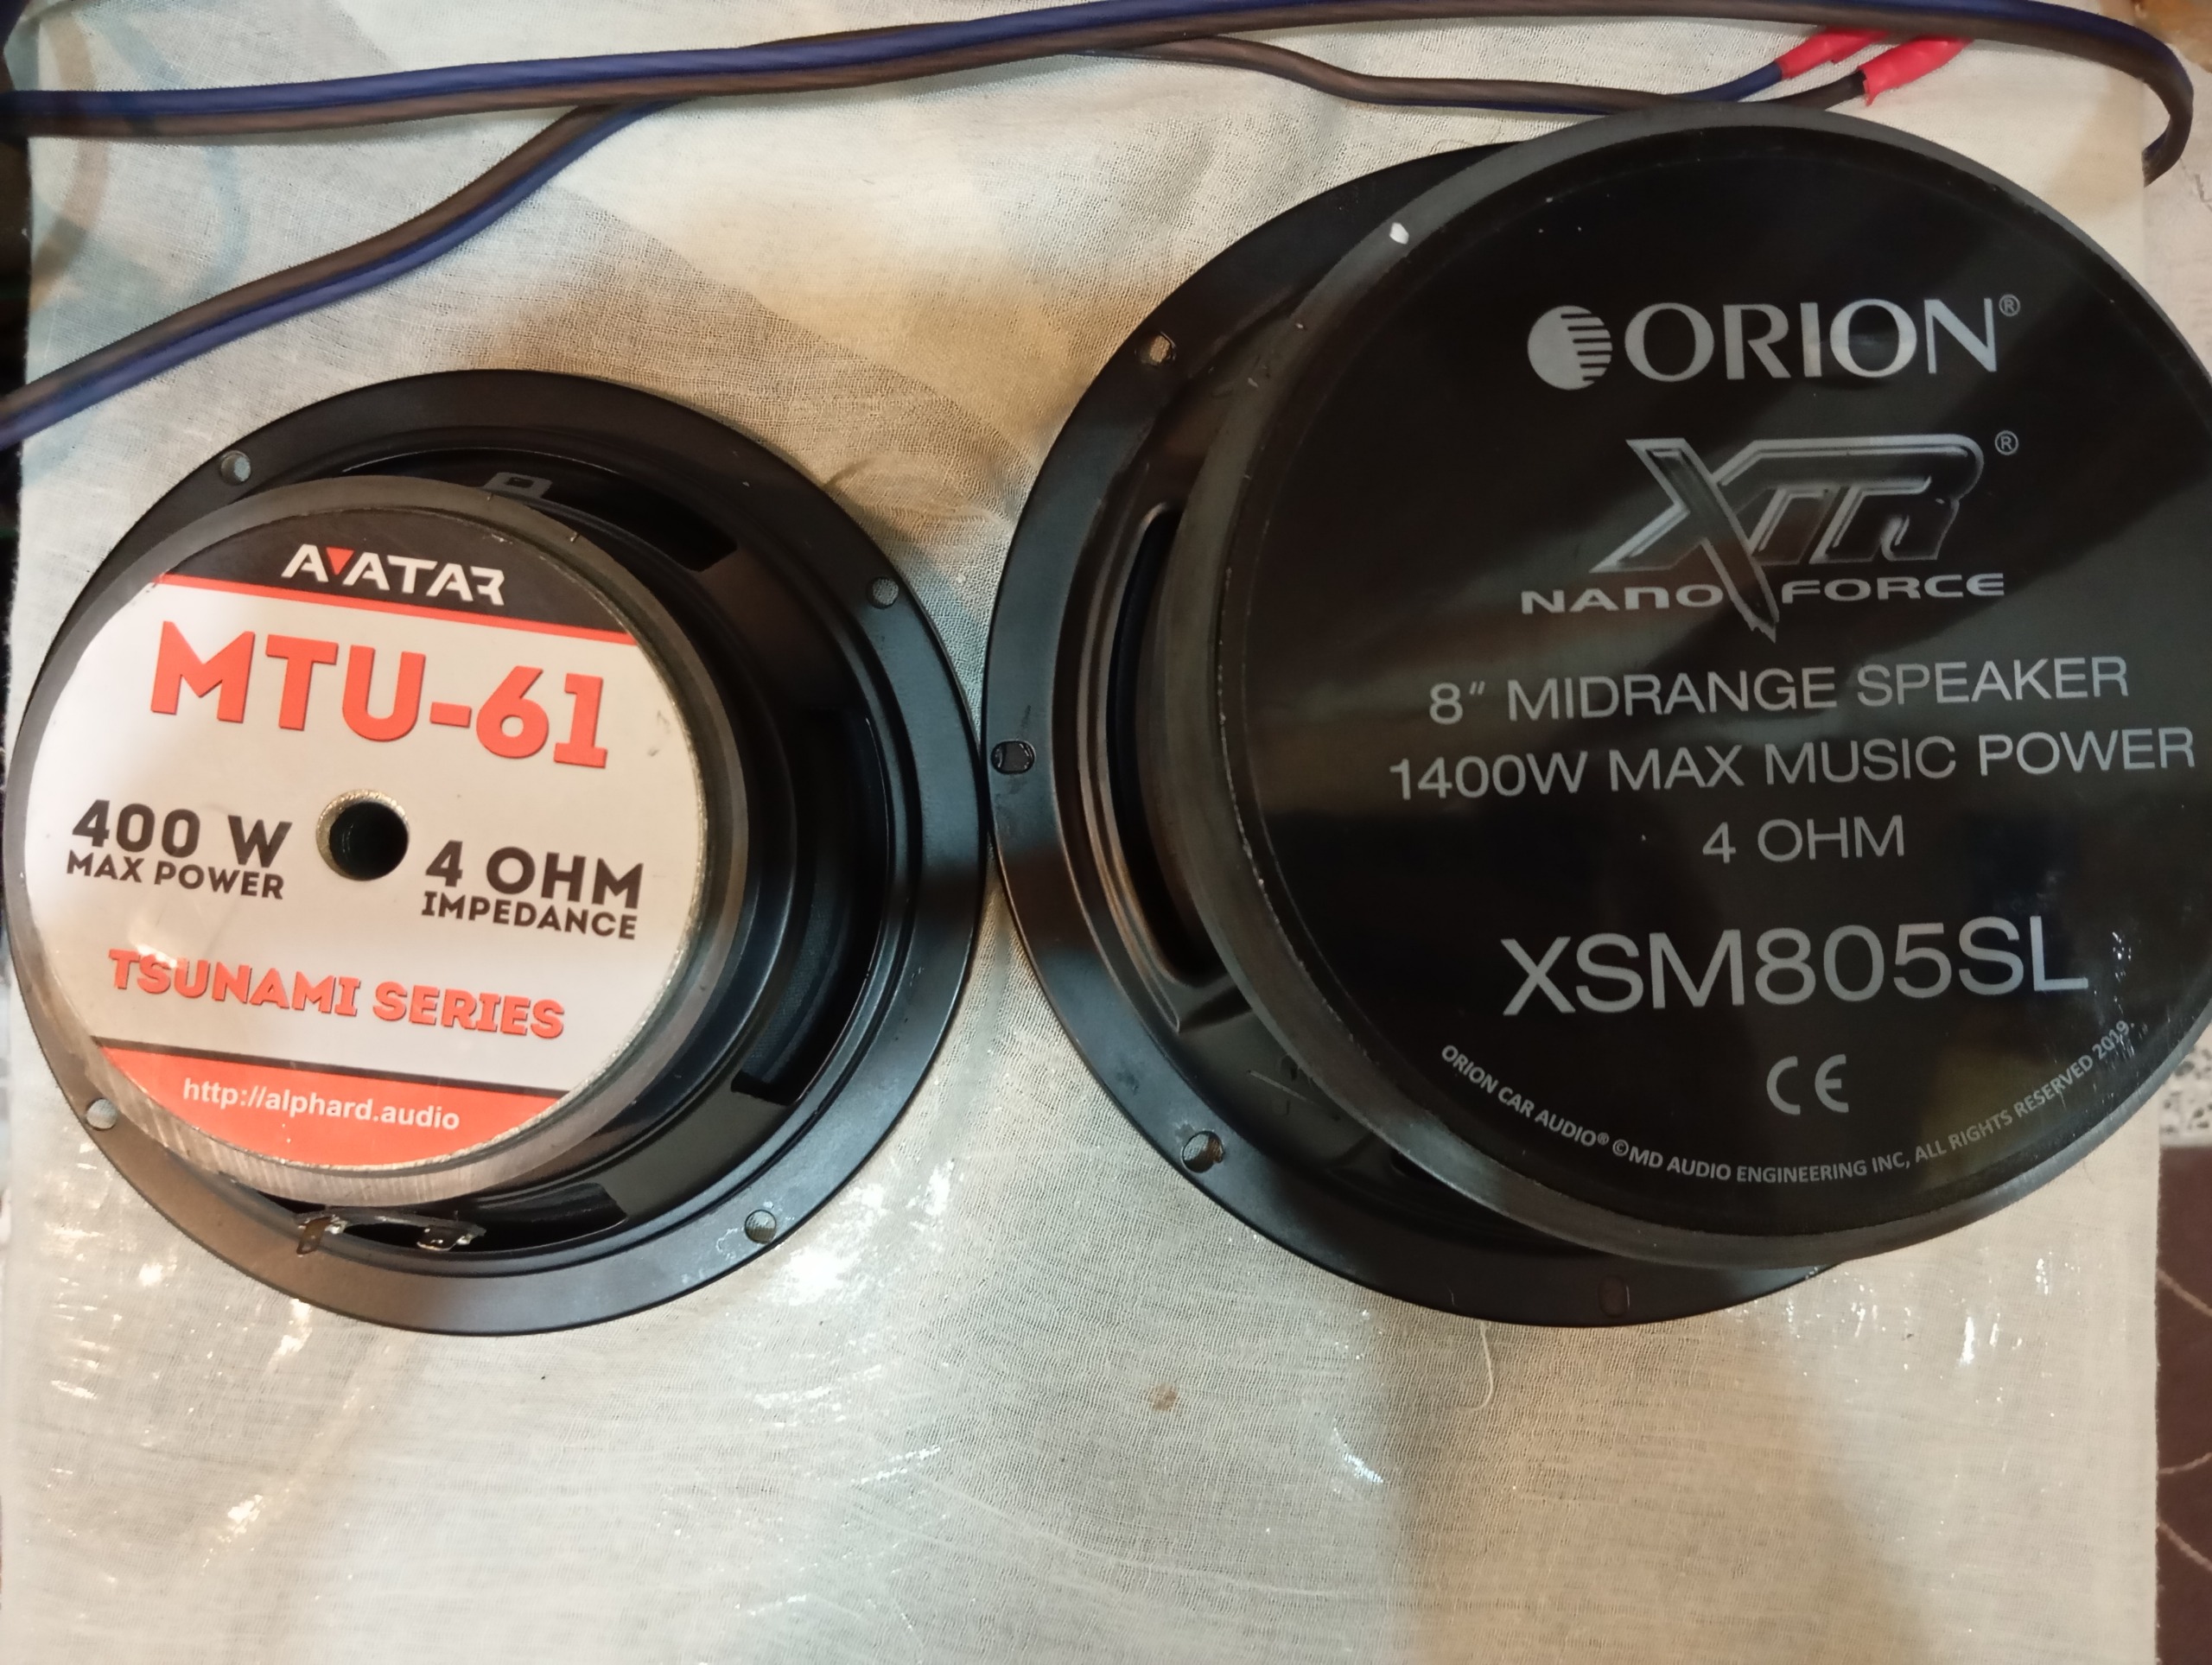 AVATAR
MTU-61
400 W
MAX POWER
4 OHM
IMPEDANCE
TSUNAMI SERIES
http://alphard.audio
ORION®
XTR®
NANO FORCE
8" MIDRANGE SPEAKER
1400W MAX MUSIC POWER
4 OHM
XSM805SL
CE
ORION CAR AUDIO® ©MD AUDIO ENGINEERING INC, ALL RIGHTS RESERVED 2019.